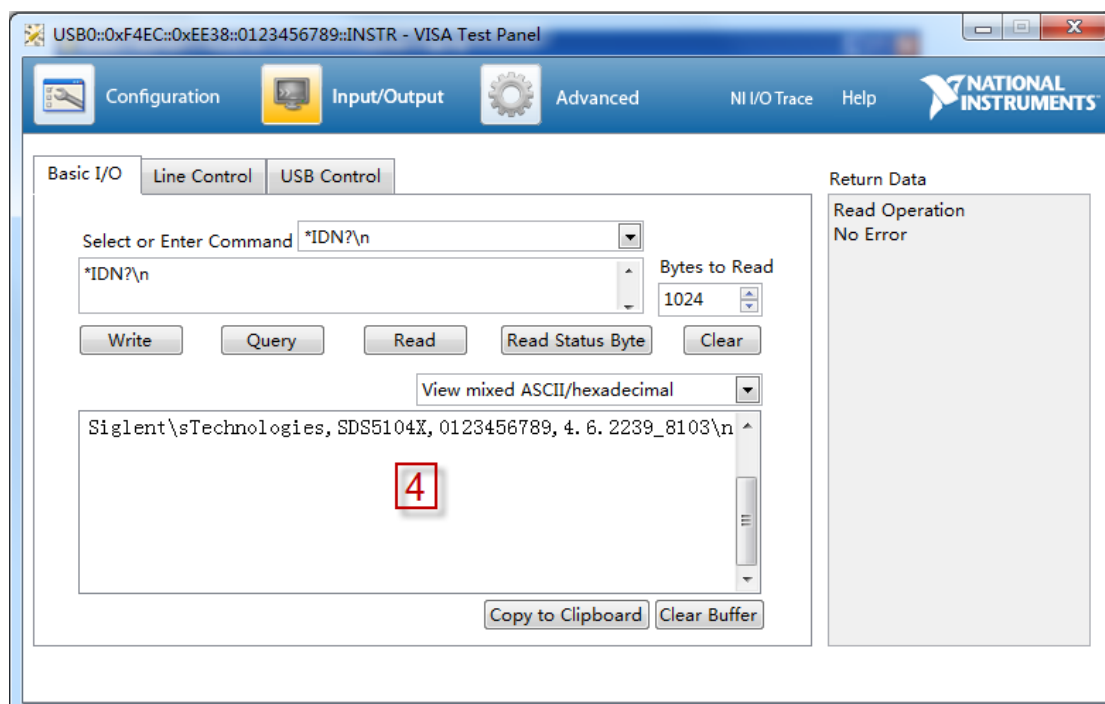 USB0::0xF4EC::0xEE38::0123456789::INSTR - VISA Test Panel
Configuration Input/Output Advanced NI I/O Trace Help NATIONAL INSTRUMENTS
Basic I/O Line Control USB Control
Select or Enter Command *IDN?\n
*IDN?\n
Bytes to Read
1024
Write Query Read Read Status Byte Clear
View mixed ASCII/hexadecimal
Siglent\sTechnologies,SDS5104X,0123456789,4.6.2239_8103\n
4
Copy to Clipboard Clear Buffer
Return Data
Read Operation
No Error